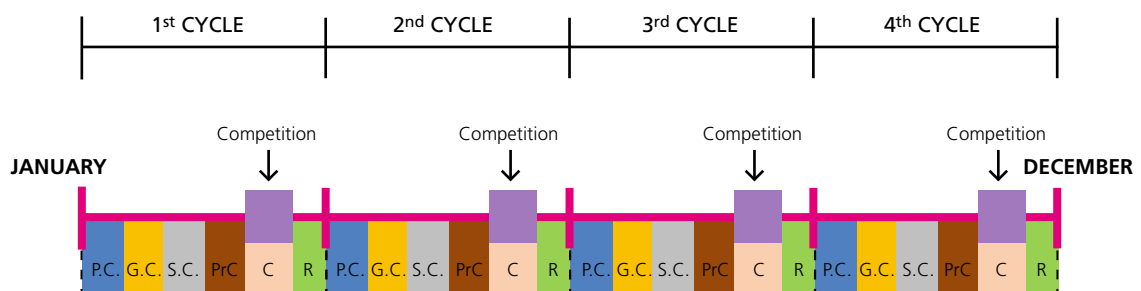 1st CYCLE 2nd CYCLE 3rd CYCLE 4th CYCLE
Competition Competition Competition Competition
JANUARY DECEMBER
P.C. G.C. S.C. PrC C R P.C. G.C. S.C. PrC C R P.C. G.C. S.C. PrC C R P.C. G.C. S.C. PrC C R